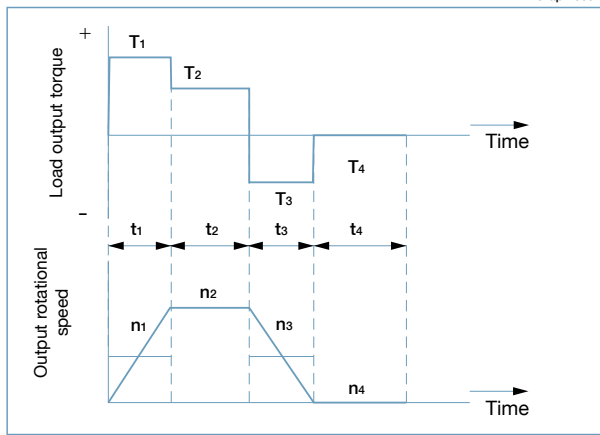 +
T1
T2
Load output torque
Time
T4
T3
−
t1 t2 t3 t4
Output rotational
speed
n2
n1
n3
n4
Time